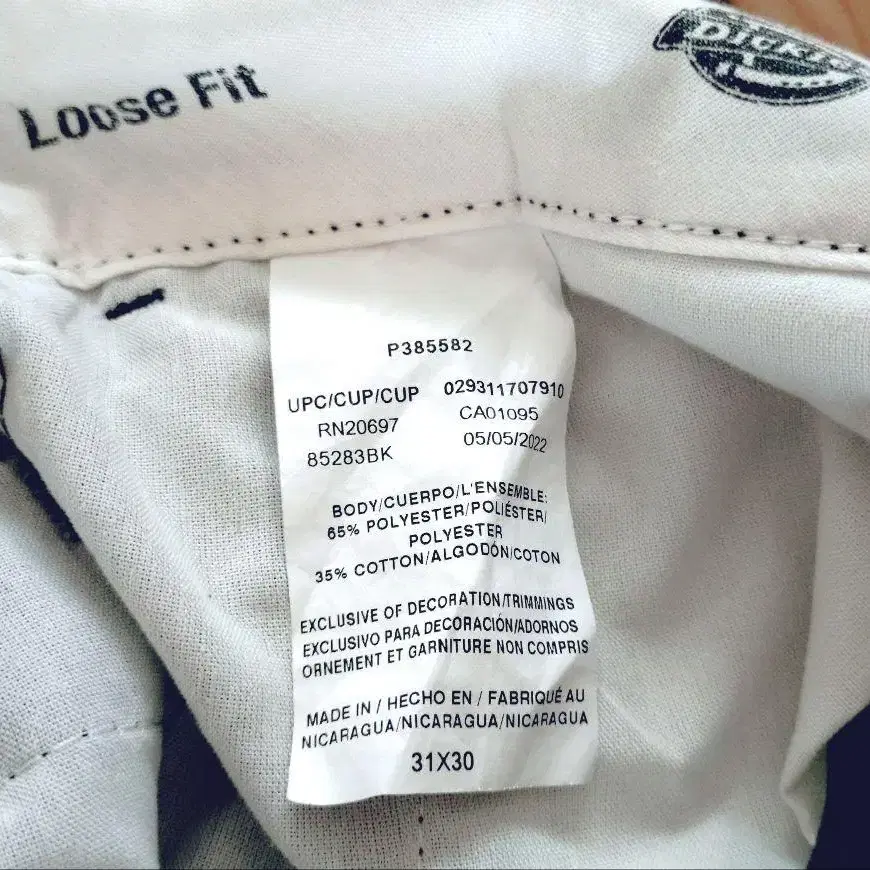 Loose Fit
Dickies
P385582
UPC/CUP/CUP 029311707910
RN20697 CA01095
85283BK 05/05/2022
BODY/CUERPO/L'ENSEMBLE:
65% POLYESTER/POLIÉSTER/
POLYESTER
35% COTTON/ALGODÓN/COTON
EXCLUSIVE OF DECORATION/TRIMMINGS
EXCLUSIVO PARA DECORACIÓN/ADORNOS
ORNEMENT ET GARNITURE NON COMPRIS
MADE IN / HECHO EN / FABRIQUÉ AU
NICARAGUA/NICARAGUA/NICARAGUA
31X30